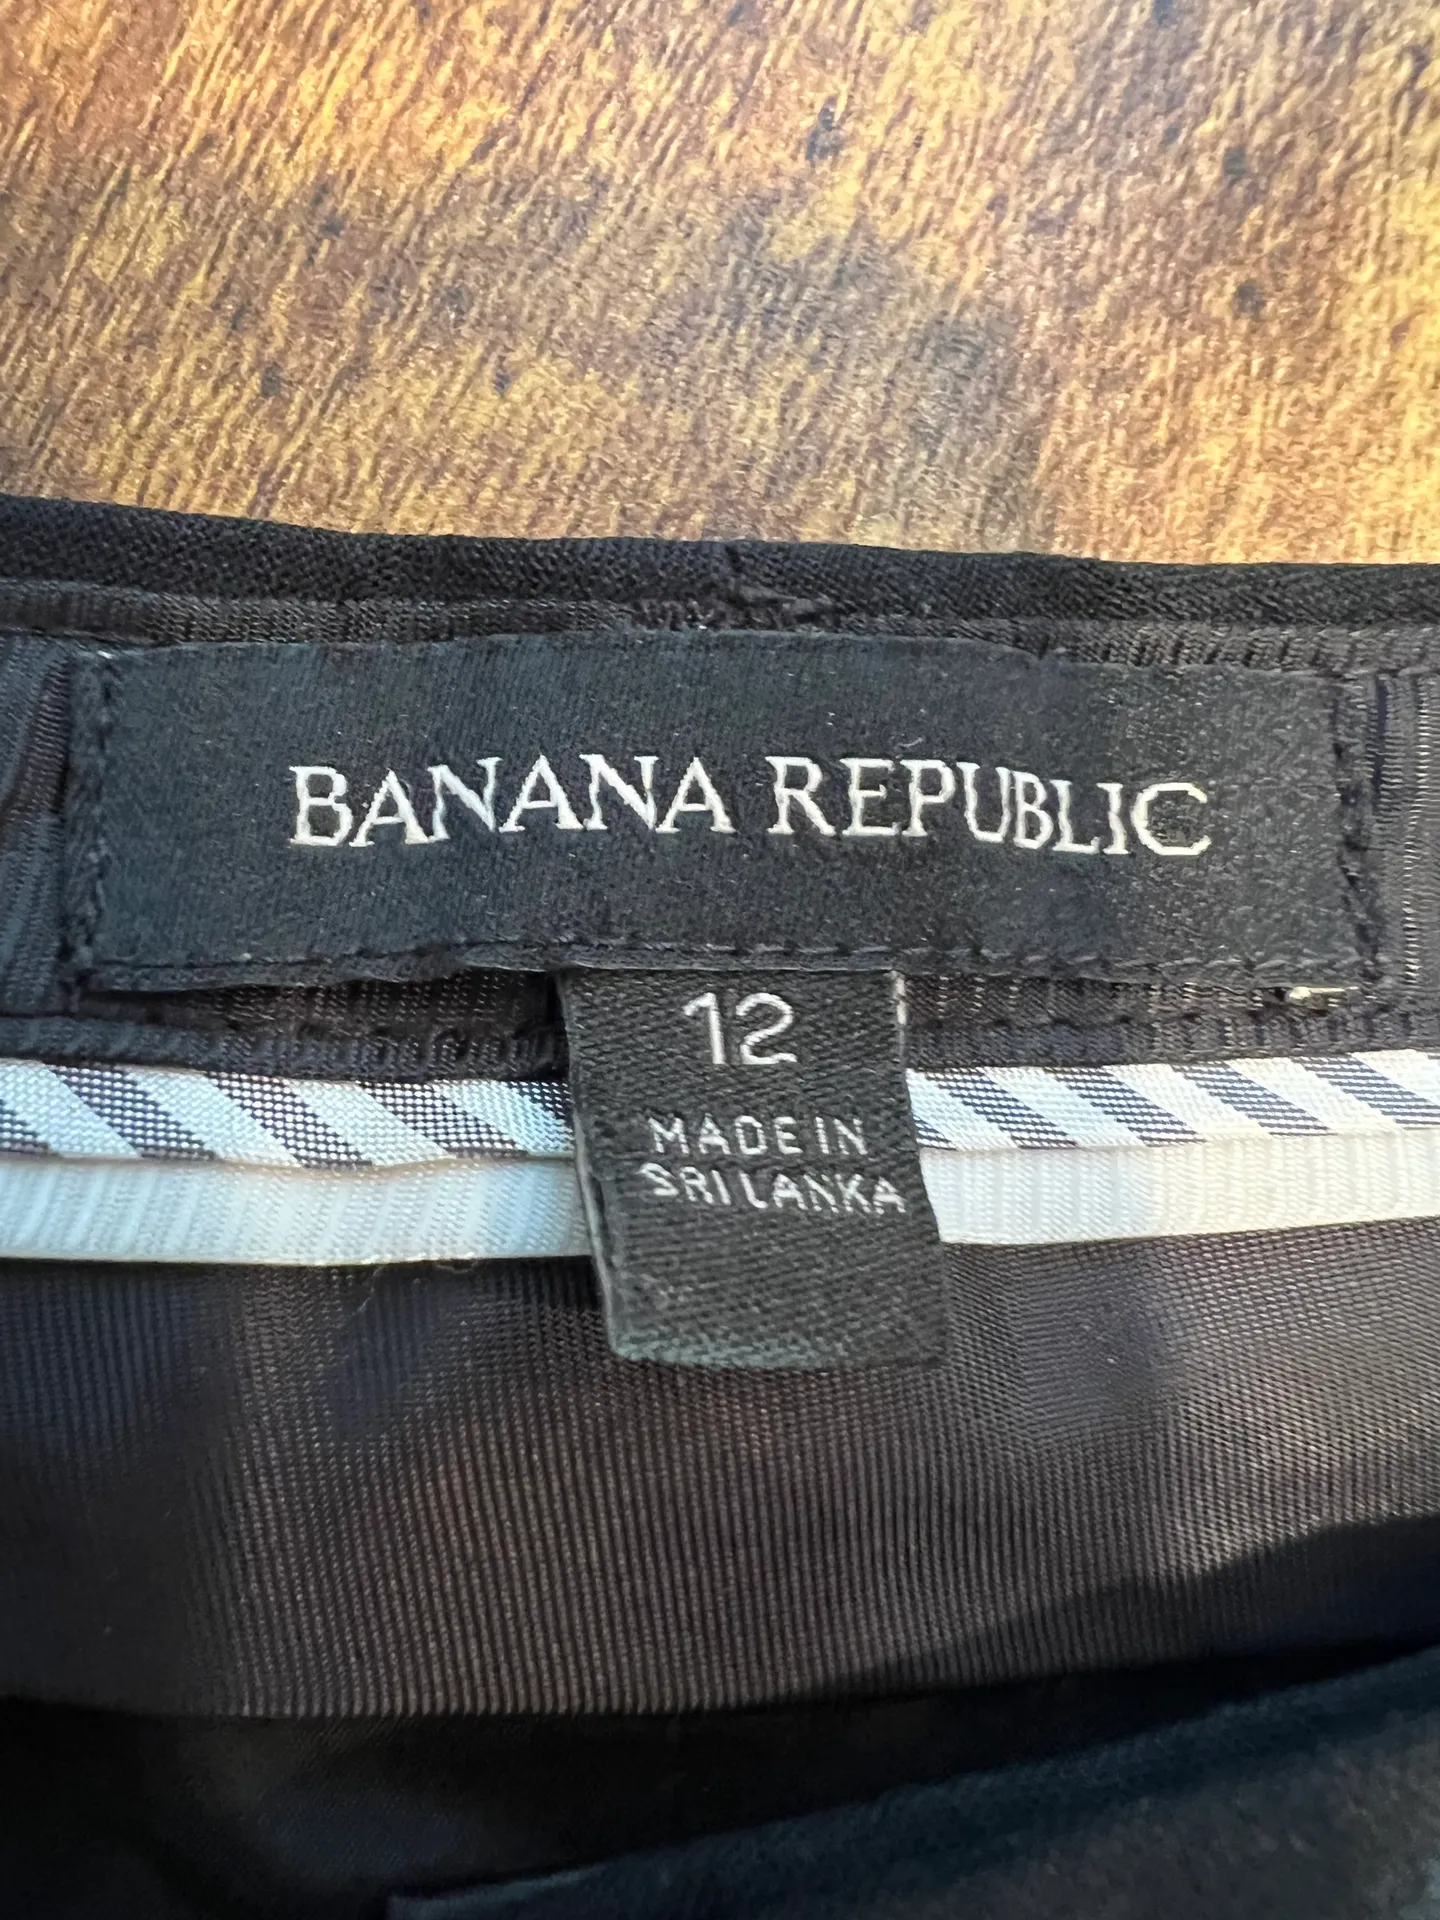 BANANA REPUBLIC
12
MADE IN
SRI LANKA